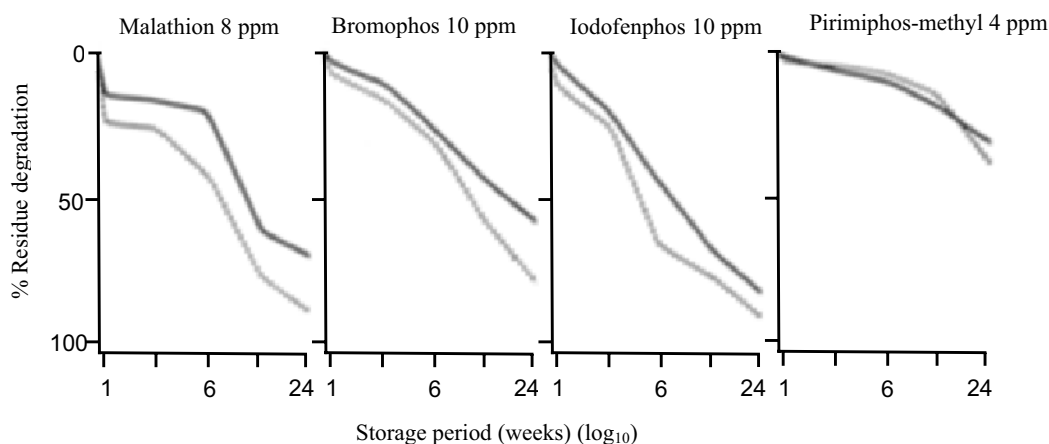 Malathion 8 ppm
Bromophos 10 ppm
Iodofenphos 10 ppm
Pirimiphos-methyl 4 ppm
% Residue degradation
0
50
100
1 6 24
1 6 24
1 6 24
1 6 24
Storage period (weeks) (log₁₀)